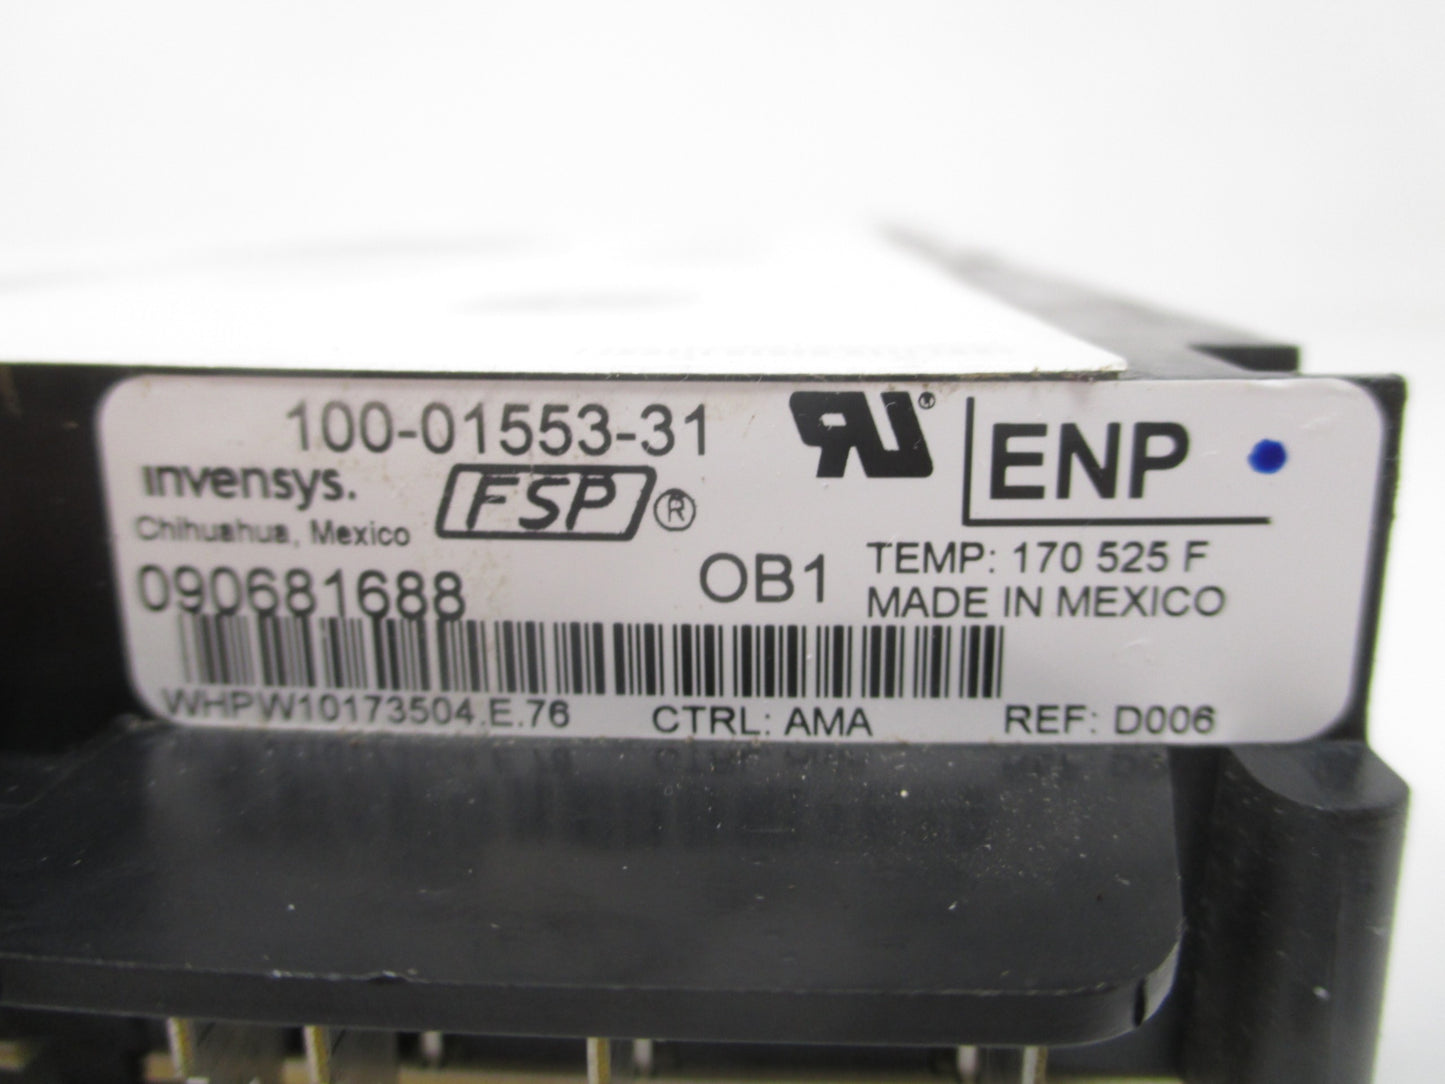 100-01553-31
invensys.
Chihuahua, Mexico
FSP®
RU®
ENP
090681688
OB1
TEMP: 170 525 F
MADE IN MEXICO
WHPW10173504.E.76
CTRL: AMA
REF: D006